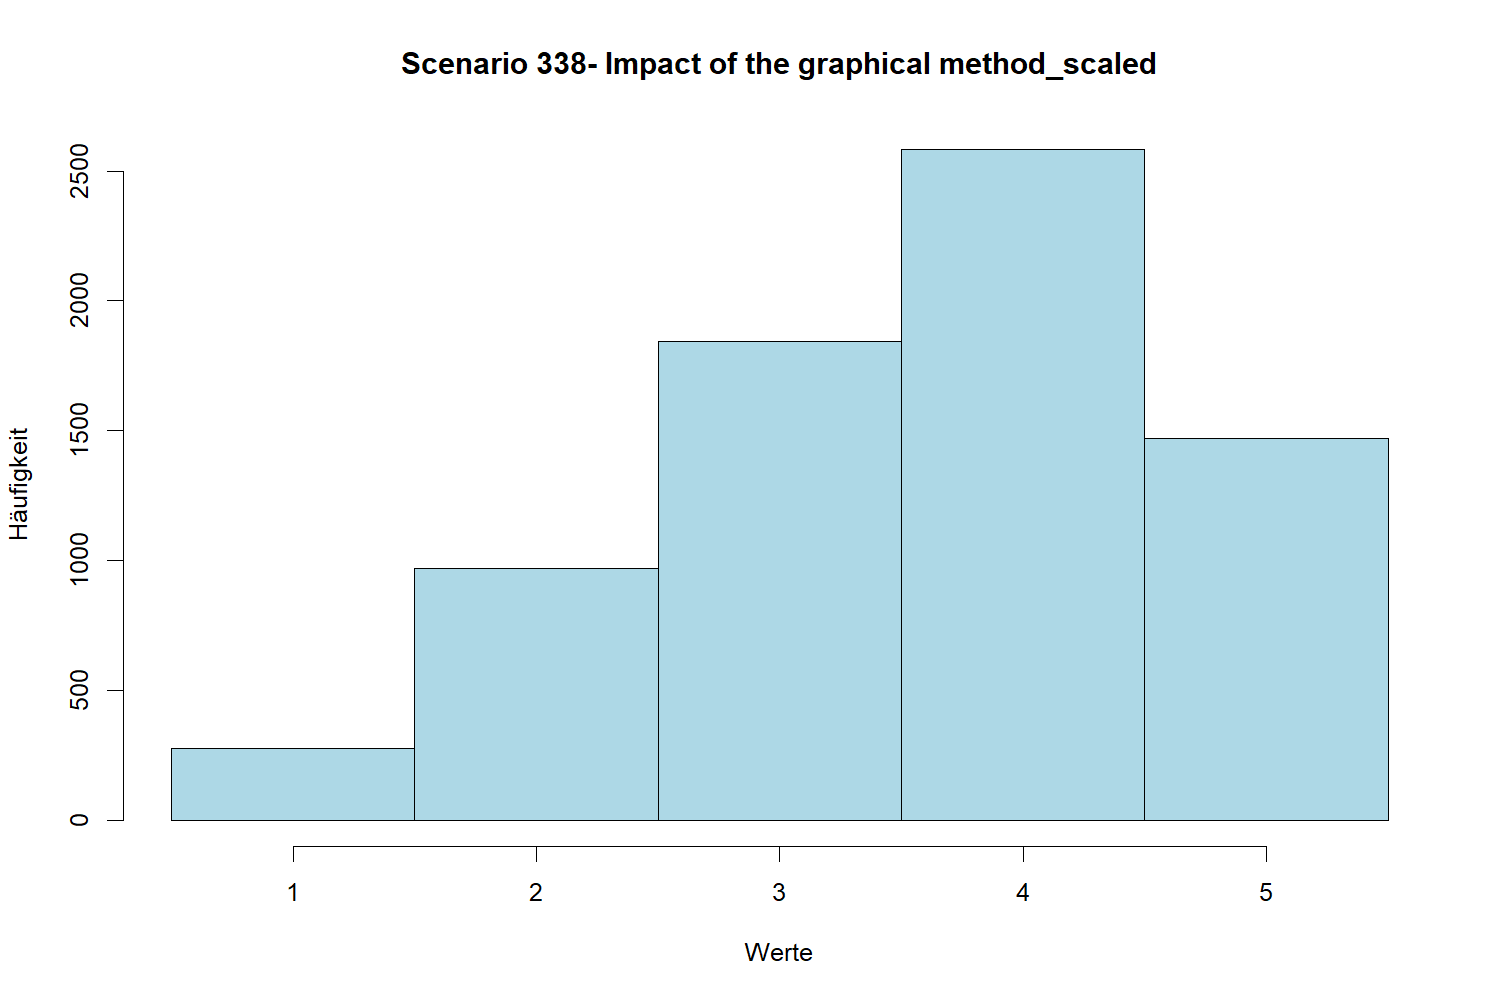 Scenario 338- Impact of the graphical method_scaled
2500
2000
1500
1000
500
0
Häufigkeit
1 2 3 4 5
Werte